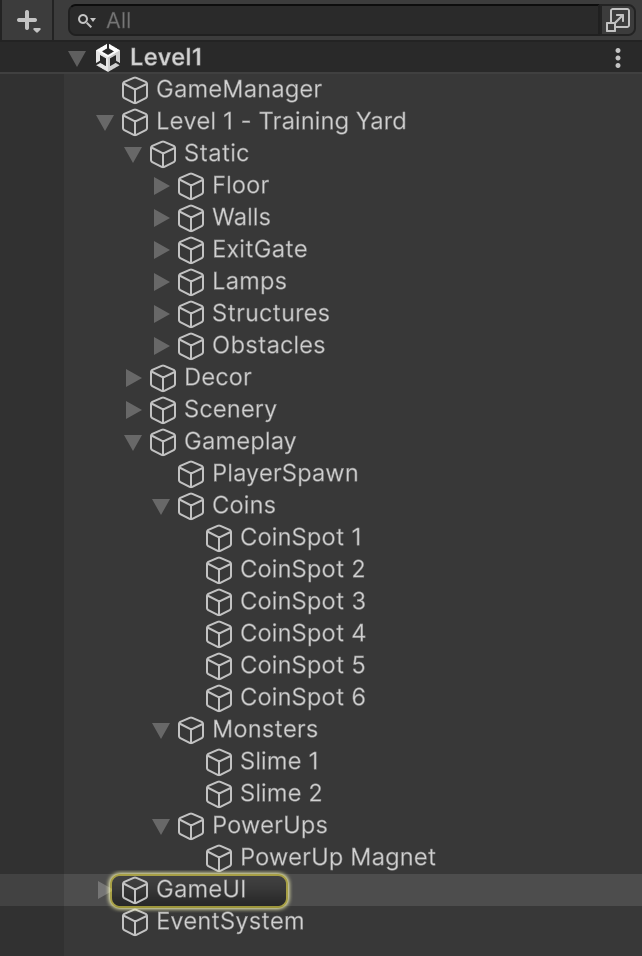 All
Level1
GameManager
Level 1 - Training Yard
Static
Floor
Walls
ExitGate
Lamps
Structures
Obstacles
Decor
Scenery
Gameplay
PlayerSpawn
Coins
CoinSpot 1
CoinSpot 2
CoinSpot 3
CoinSpot 4
CoinSpot 5
CoinSpot 6
Monsters
Slime 1
Slime 2
PowerUps
PowerUp Magnet
GameUI
EventSystem